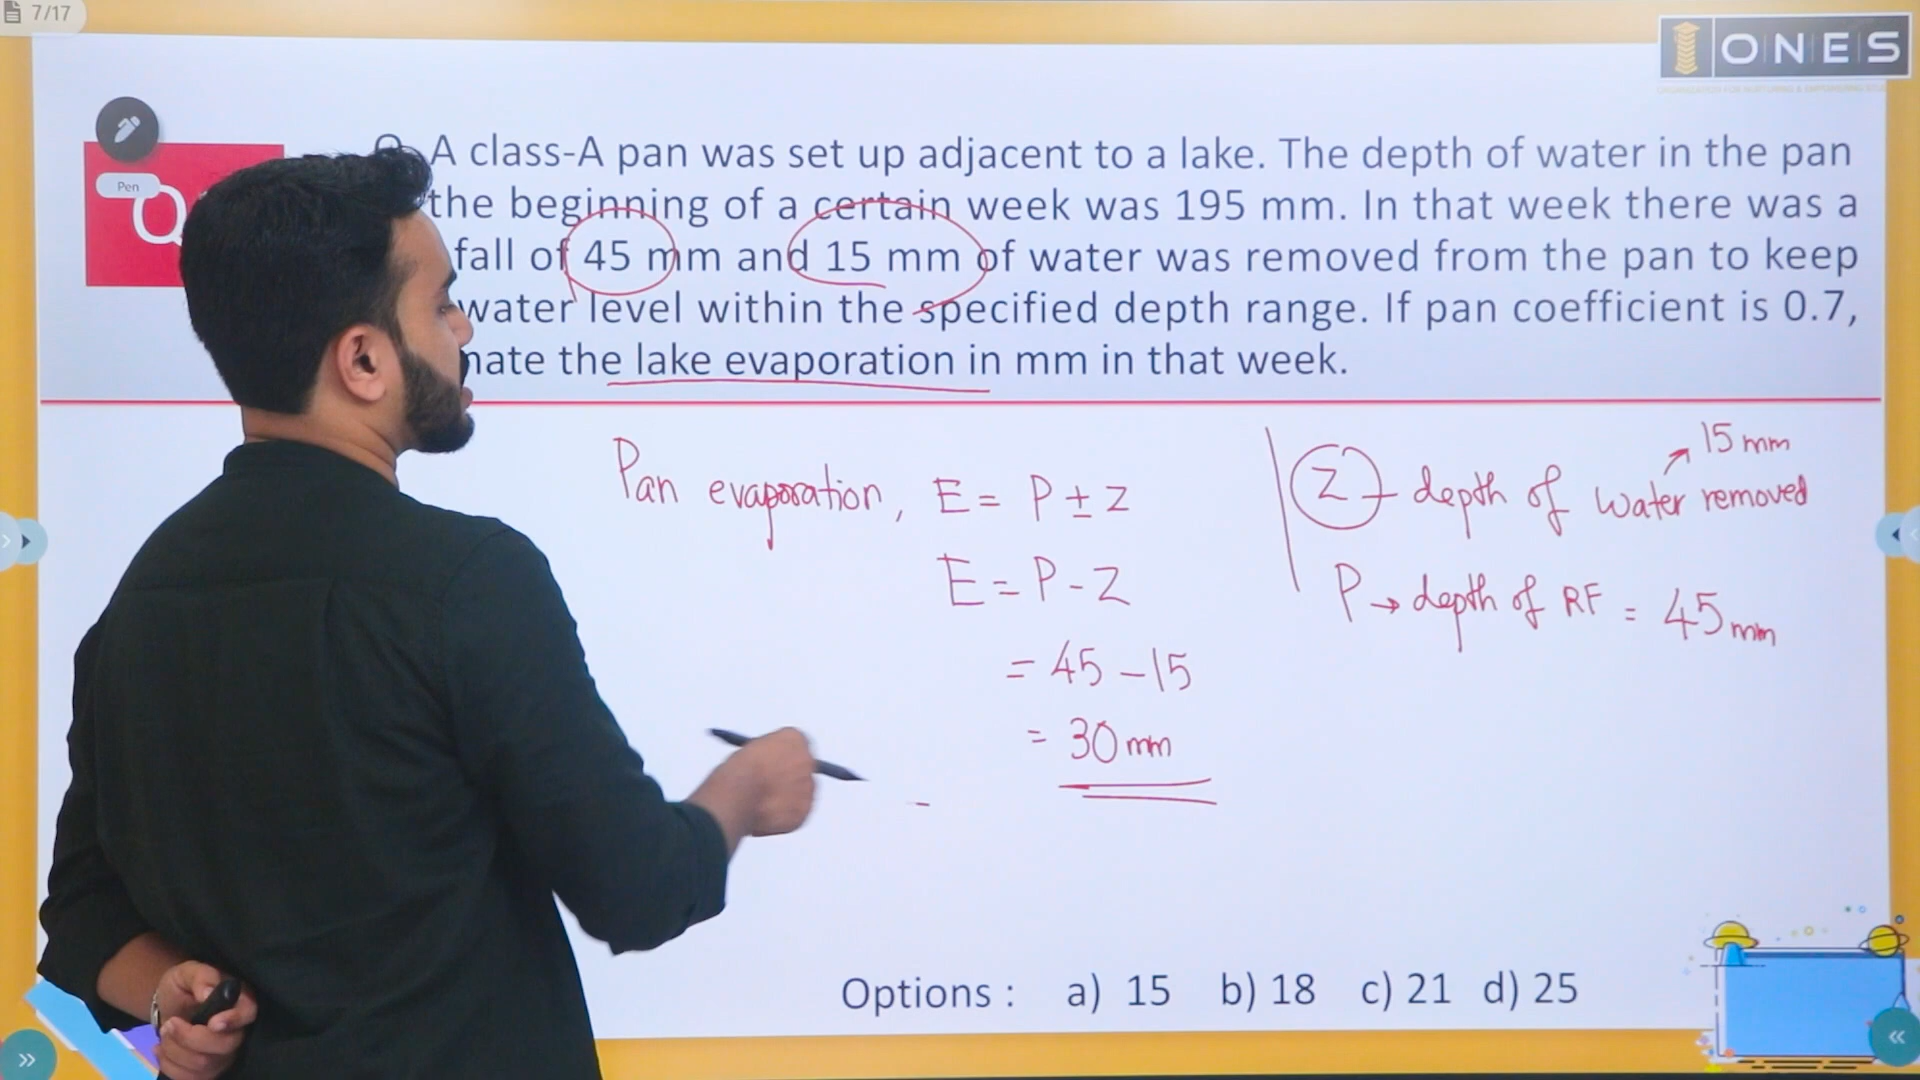 7/17
ONES
Pen
Q
A class-A pan was set up adjacent to a lake. The depth of water in the pan
the beginning of a certain week was 195 mm. In that week there was a
fall of 45 mm and 15 mm of water was removed from the pan to keep
water level within the specified depth range. If pan coefficient is 0.7,
the lake evaporation in mm in that week.
Pan evaporation, E = P ± Z
E = P - Z
= 45 - 15
= 30 mm
Z - depth of water removed
15 mm
P → depth of RF = 45 mm
Options : a) 15 b) 18 c) 21 d) 25